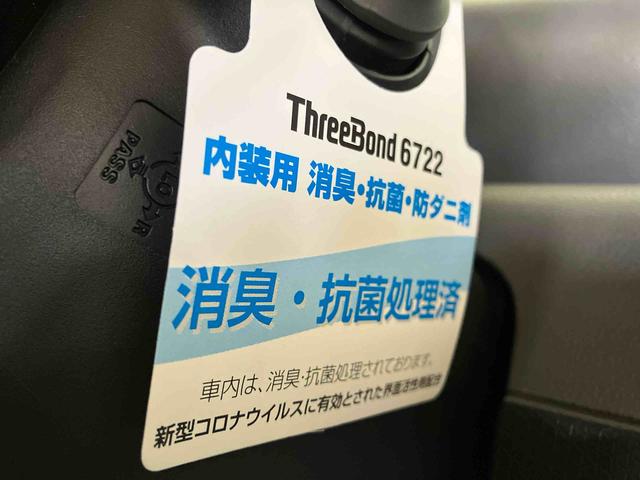 ThreeBond 6722
内装用 消臭・抗菌・防ダニ剤
消臭・抗菌処理済
車内は、消臭・抗菌処理されております。
新型コロナウイルスに有効とされた界面活性剤配合
PASS
LO
R